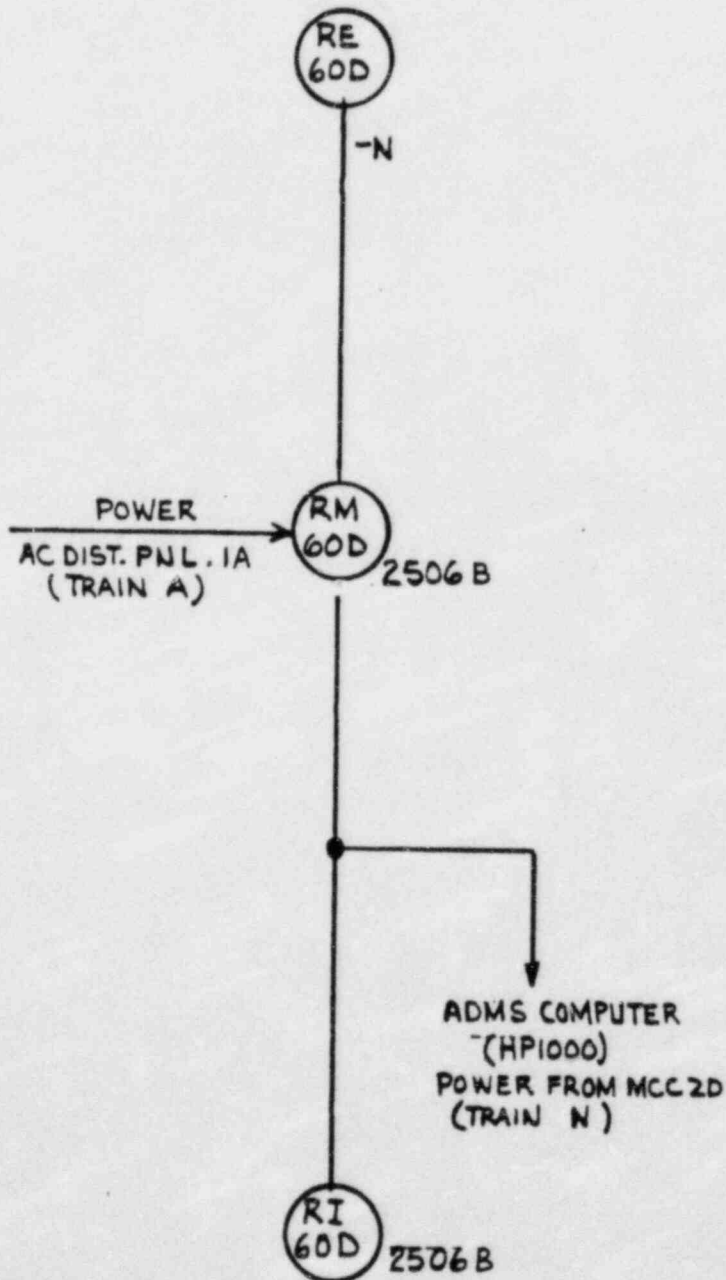 RE
60D
-N
POWER
AC DIST. PNL. 1A
(TRAIN A)
RM
60D
2506 B
ADMS COMPUTER
-(HP1000)
POWER FROM MCC 2D
(TRAIN N)
RI
60D
2506 B